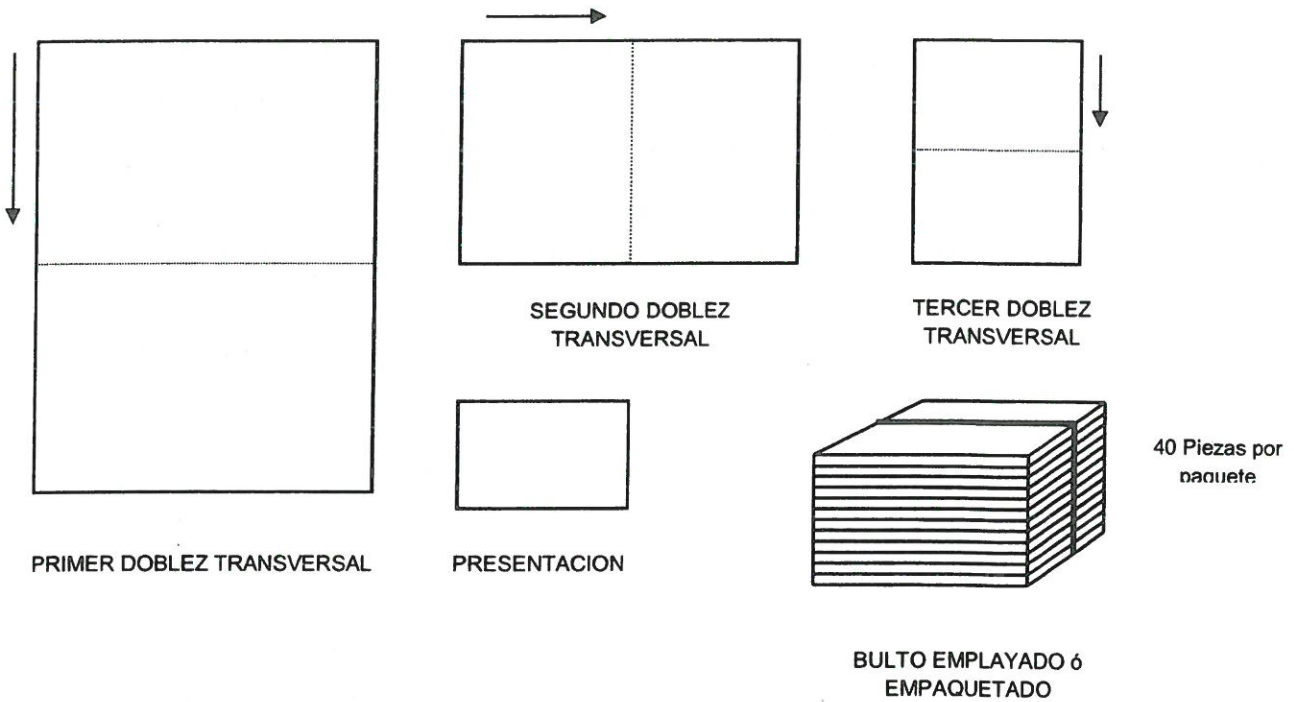 SEGUNDO DOBLEZ
TRANSVERSAL
TERCER DOBLEZ
TRANSVERSAL
40 Piezas por
paquete
PRIMER DOBLEZ TRANSVERSAL
PRESENTACION
BULTO EMPLAYADO ó
EMPAQUETADO